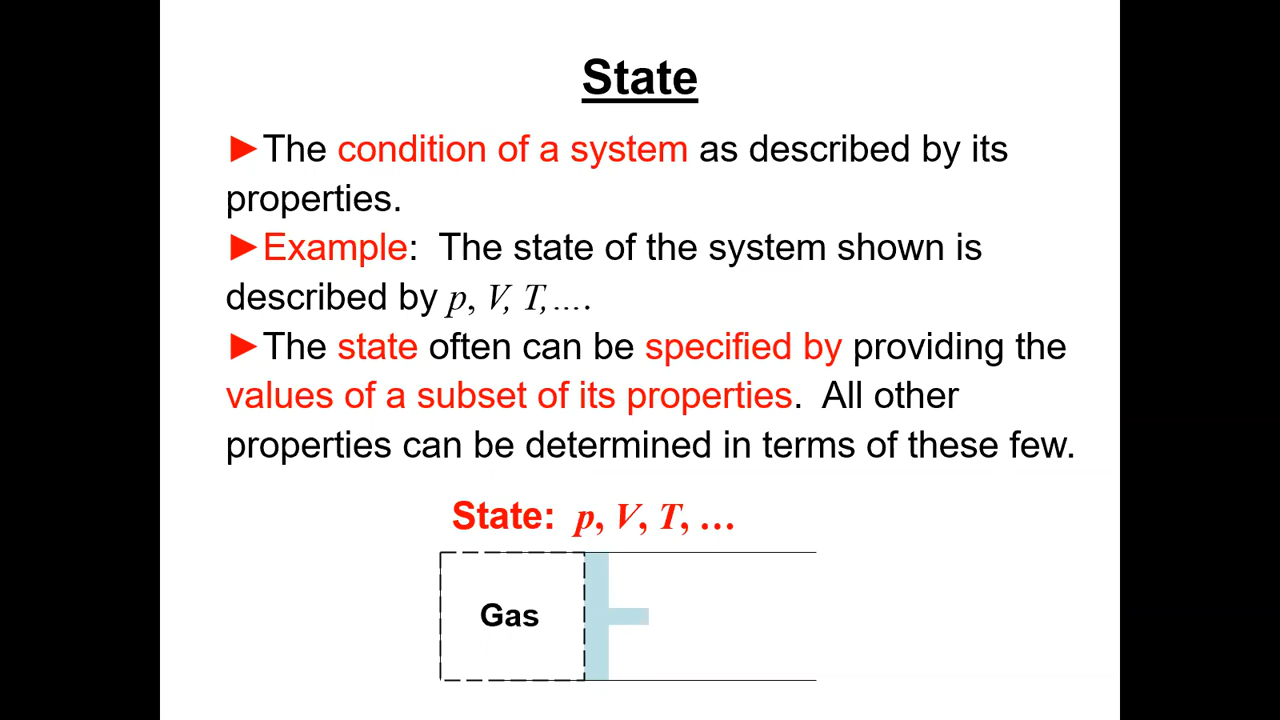 State
►The condition of a system as described by its
properties.
►Example:  The state of the system shown is
described by p, V, T,….
►The state often can be specified by providing the
values of a subset of its properties.  All other
properties can be determined in terms of these few.
State:  p, V, T, …
Gas